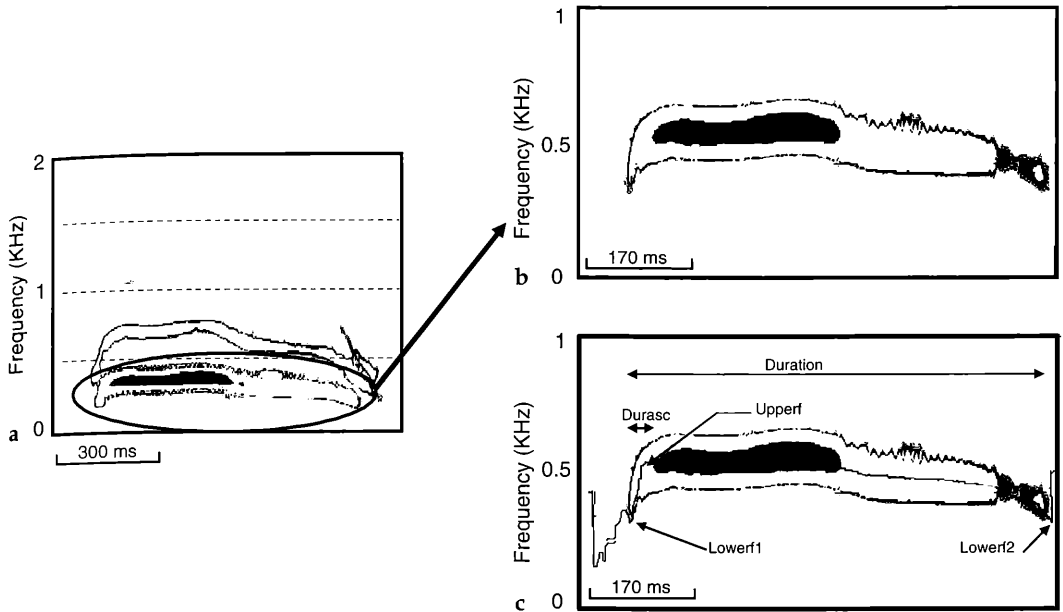 Frequency (KHz)
2
1
0
a
300 ms
Frequency (KHz)
1
0.5
0
b
170 ms
Frequency (KHz)
1
0.5
0
c
Duration
Durasc
Upperf
Lowerf1
Lowerf2
170 ms